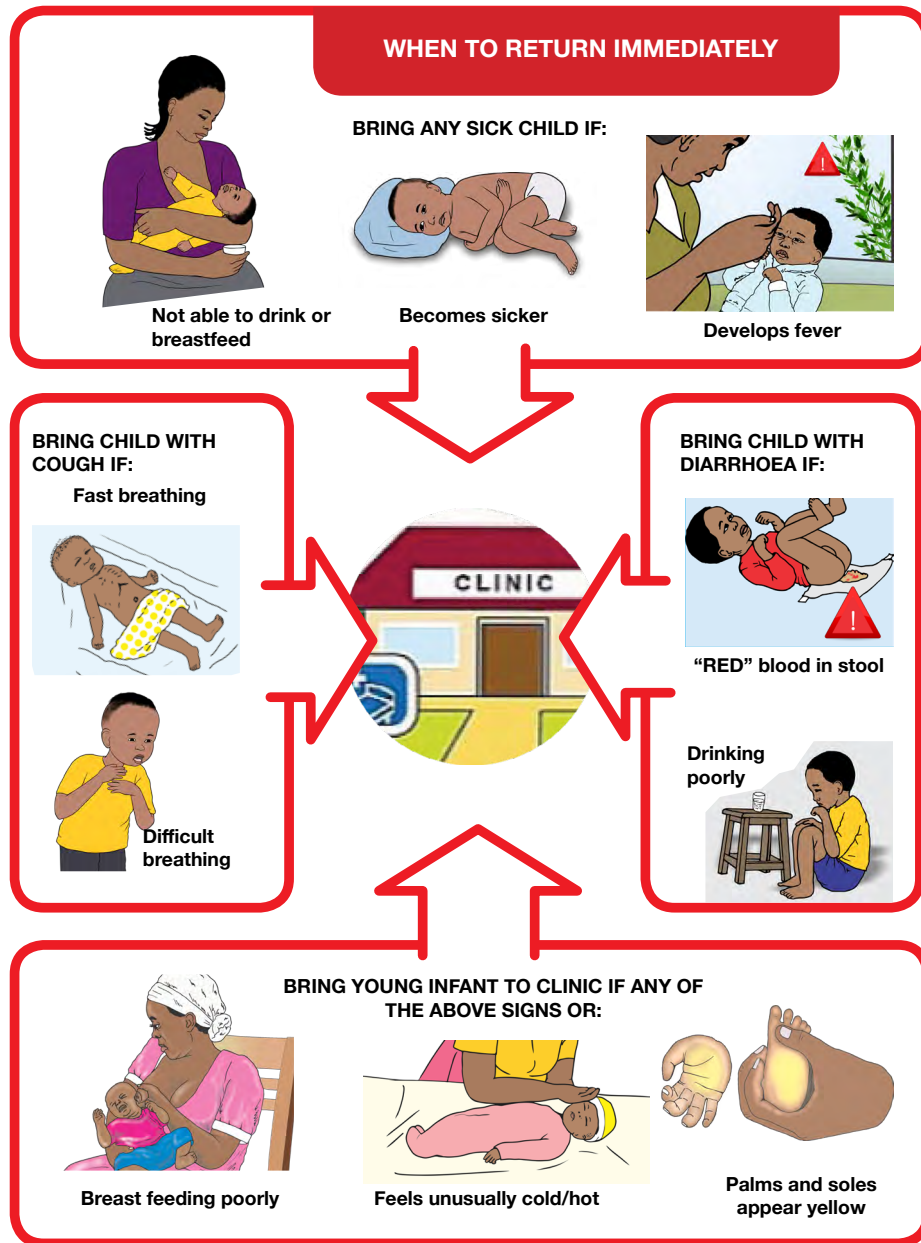 WHEN TO RETURN IMMEDIATELY
BRING ANY SICK CHILD IF:
Not able to drink or
breastfeed
Becomes sicker
!
Develops fever
BRING CHILD WITH
COUGH IF:
Fast breathing
Difficult
breathing
CLINIC
BRING CHILD WITH
DIARRHOEA IF:
!
“RED” blood in stool
Drinking
poorly
BRING YOUNG INFANT TO CLINIC IF ANY OF
THE ABOVE SIGNS OR:
Breast feeding poorly
Feels unusually cold/hot
Palms and soles
appear yellow